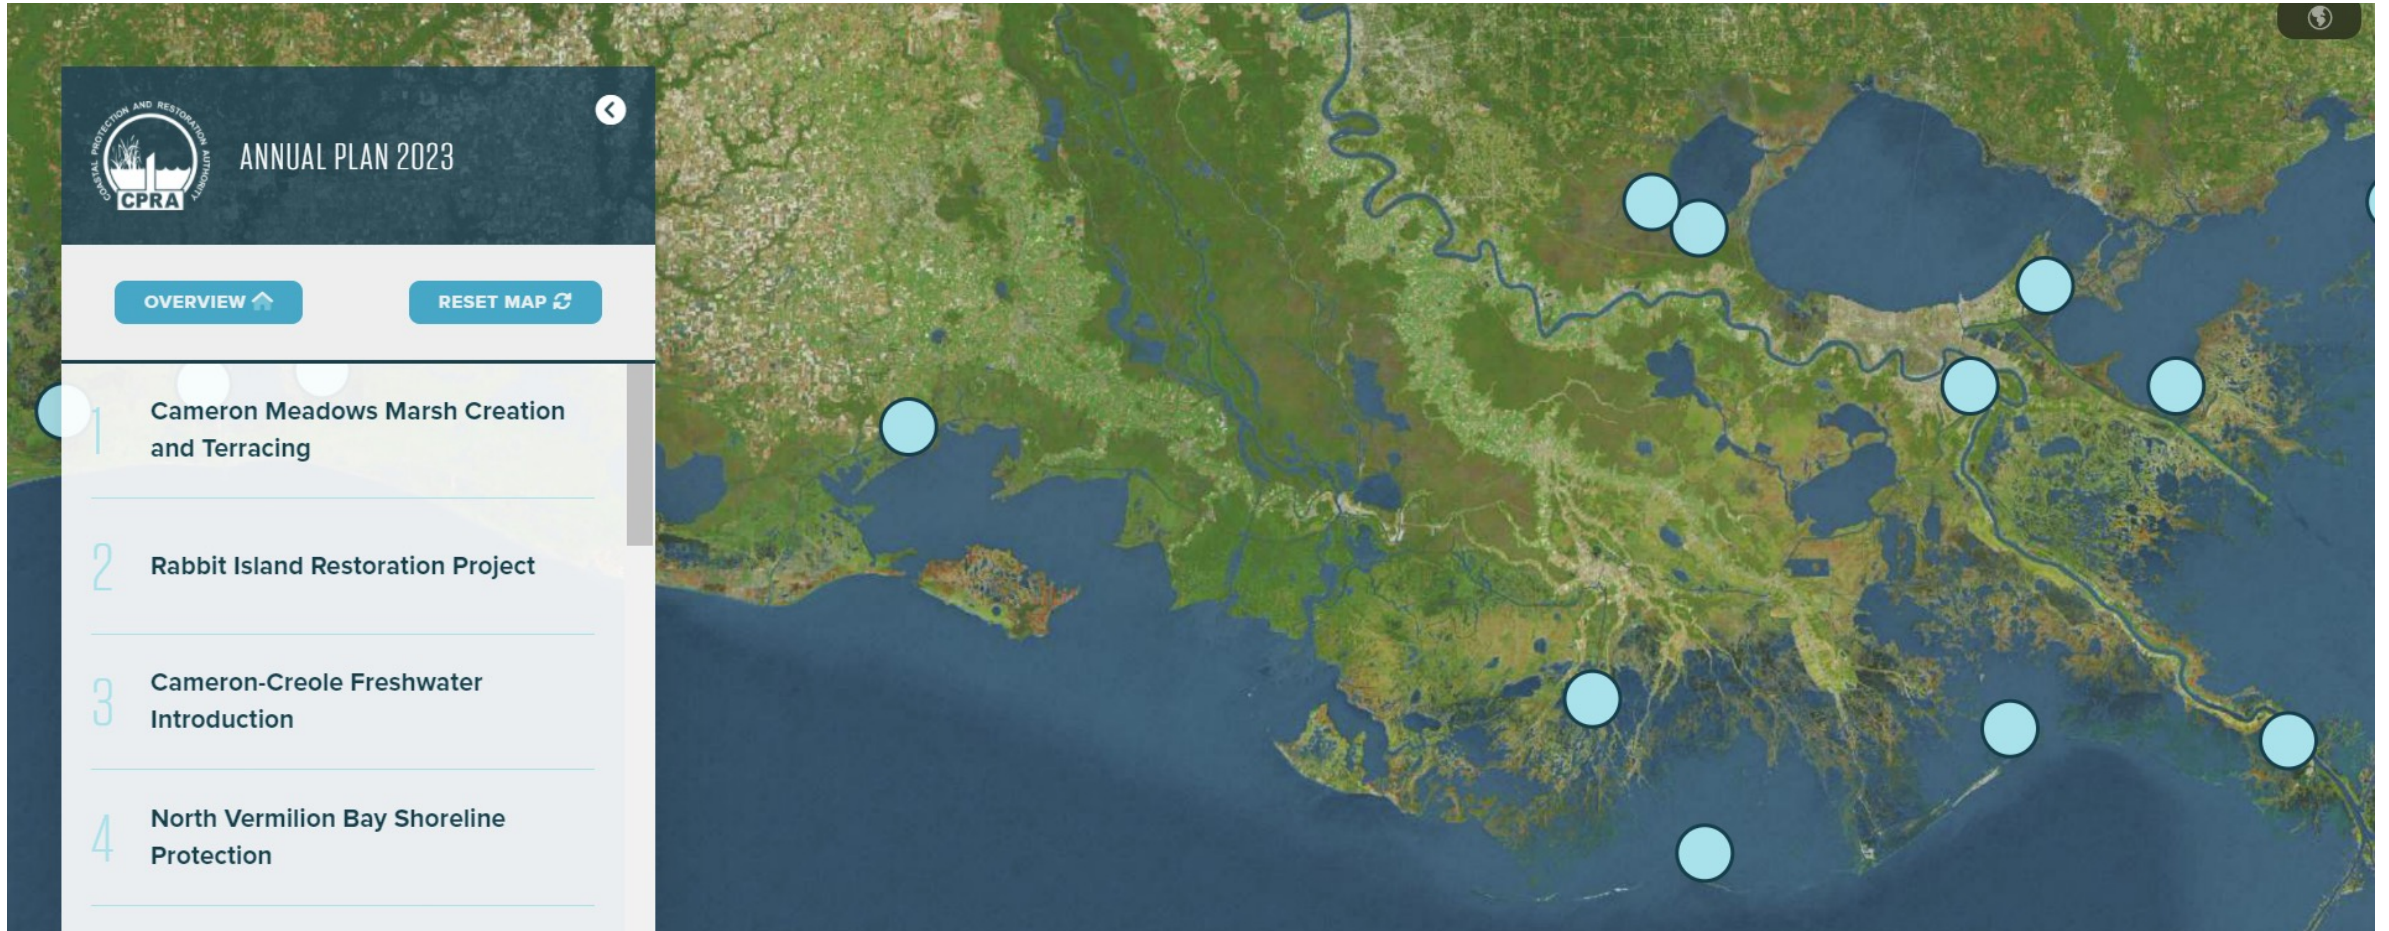 COASTAL PROTECTION AND RESTORATION AUTHORITY
CPRA
ANNUAL PLAN 2023
OVERVIEW
RESET MAP
1
Cameron Meadows Marsh Creation
and Terracing
2
Rabbit Island Restoration Project
3
Cameron-Creole Freshwater
Introduction
4
North Vermilion Bay Shoreline
Protection